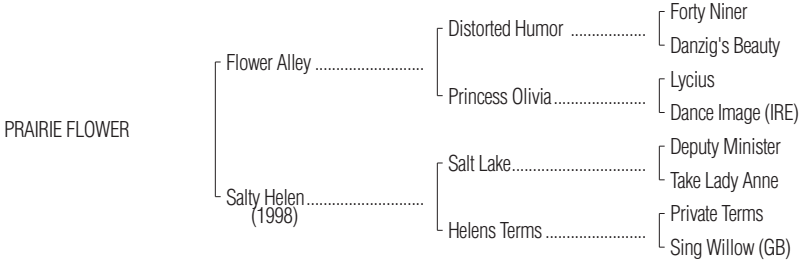 Forty Niner
Distorted Humor ..................
Danzig's Beauty
Flower Alley ..........................
Lycius
Princess Olivia......................
Dance Image (IRE)
PRAIRIE FLOWER
Deputy Minister
Salt Lake................................
Take Lady Anne
Salty Helen............................
(1998)
Private Terms
Helens Terms ........................
Sing Willow (GB)